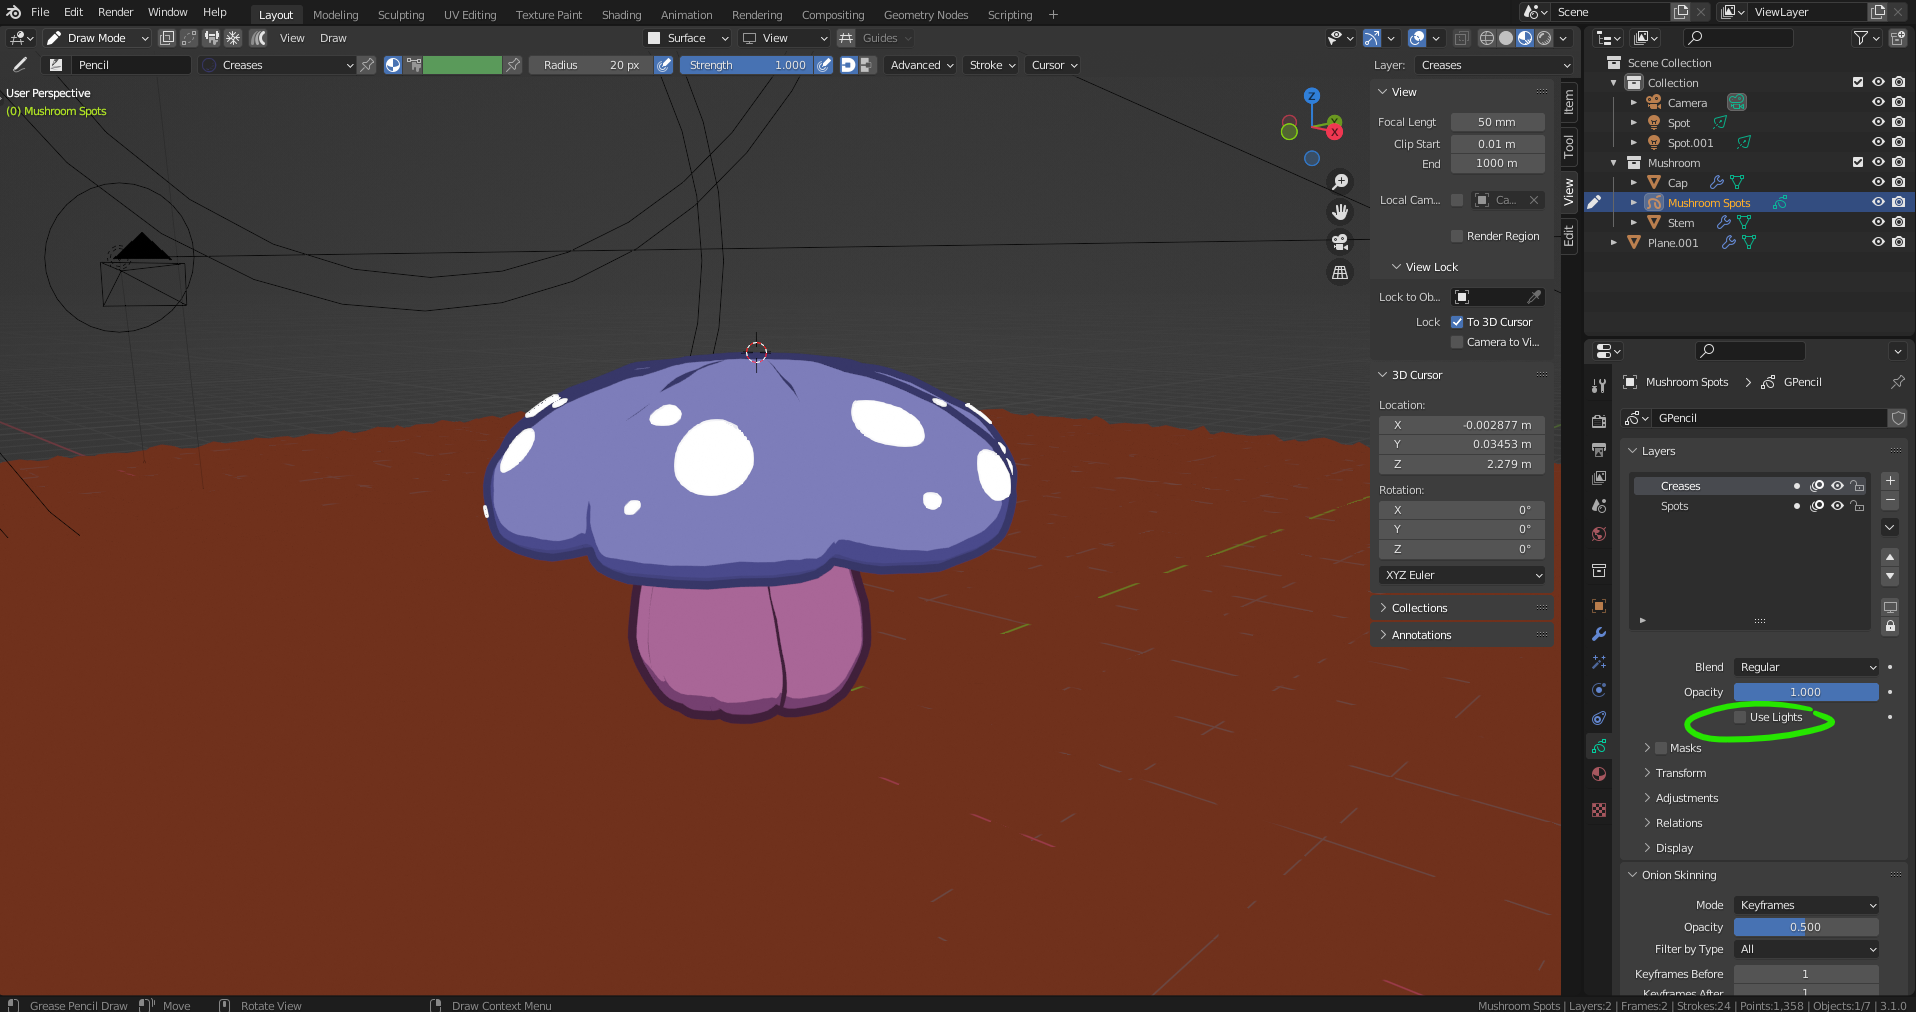 File Edit Render Window Help Layout Modeling Sculpting UV Editing Texture Paint Shading Animation Rendering Compositing Geometry Nodes Scripting + Scene ViewLayer
Draw Mode View Draw Surface View Guides
Pencil Creases Radius 20 px Strength 1.000 Advanced Stroke Cursor Layer: Creases
User Perspective
(0) Mushroom Spots
Z
Y
X
View
Focal Lengt 50 mm
Clip Start 0.01 m
End 1000 m
Local Cam... Ca...
Render Region
View Lock
Lock to Ob...
Lock To 3D Cursor
Camera to Vi...
3D Cursor
Location:
X -0.002877 m
Y 0.03453 m
Z 2.279 m
Rotation:
X 0°
Y 0°
Z 0°
XYZ Euler
Collections
Annotations
Item
Tool
View
Edit
Scene Collection
Collection
Camera
Spot
Spot.001
Mushroom
Cap
Mushroom Spots
Stem
Plane.001
Mushroom Spots > GPencil
GPencil
Layers
Creases
Spots
Blend Regular
Opacity 1.000
Use Lights
Masks
Transform
Adjustments
Relations
Display
Onion Skinning
Mode Keyframes
Opacity 0.500
Filter by Type All
Keyframes Before 1
Keyframes After 1
Grease Pencil Draw Move Rotate View Draw Context Menu Mushroom Spots | Layers:2 | Frames:2 | Strokes:24 | Points:1,358 | Objects:1/7 | 3.1.0